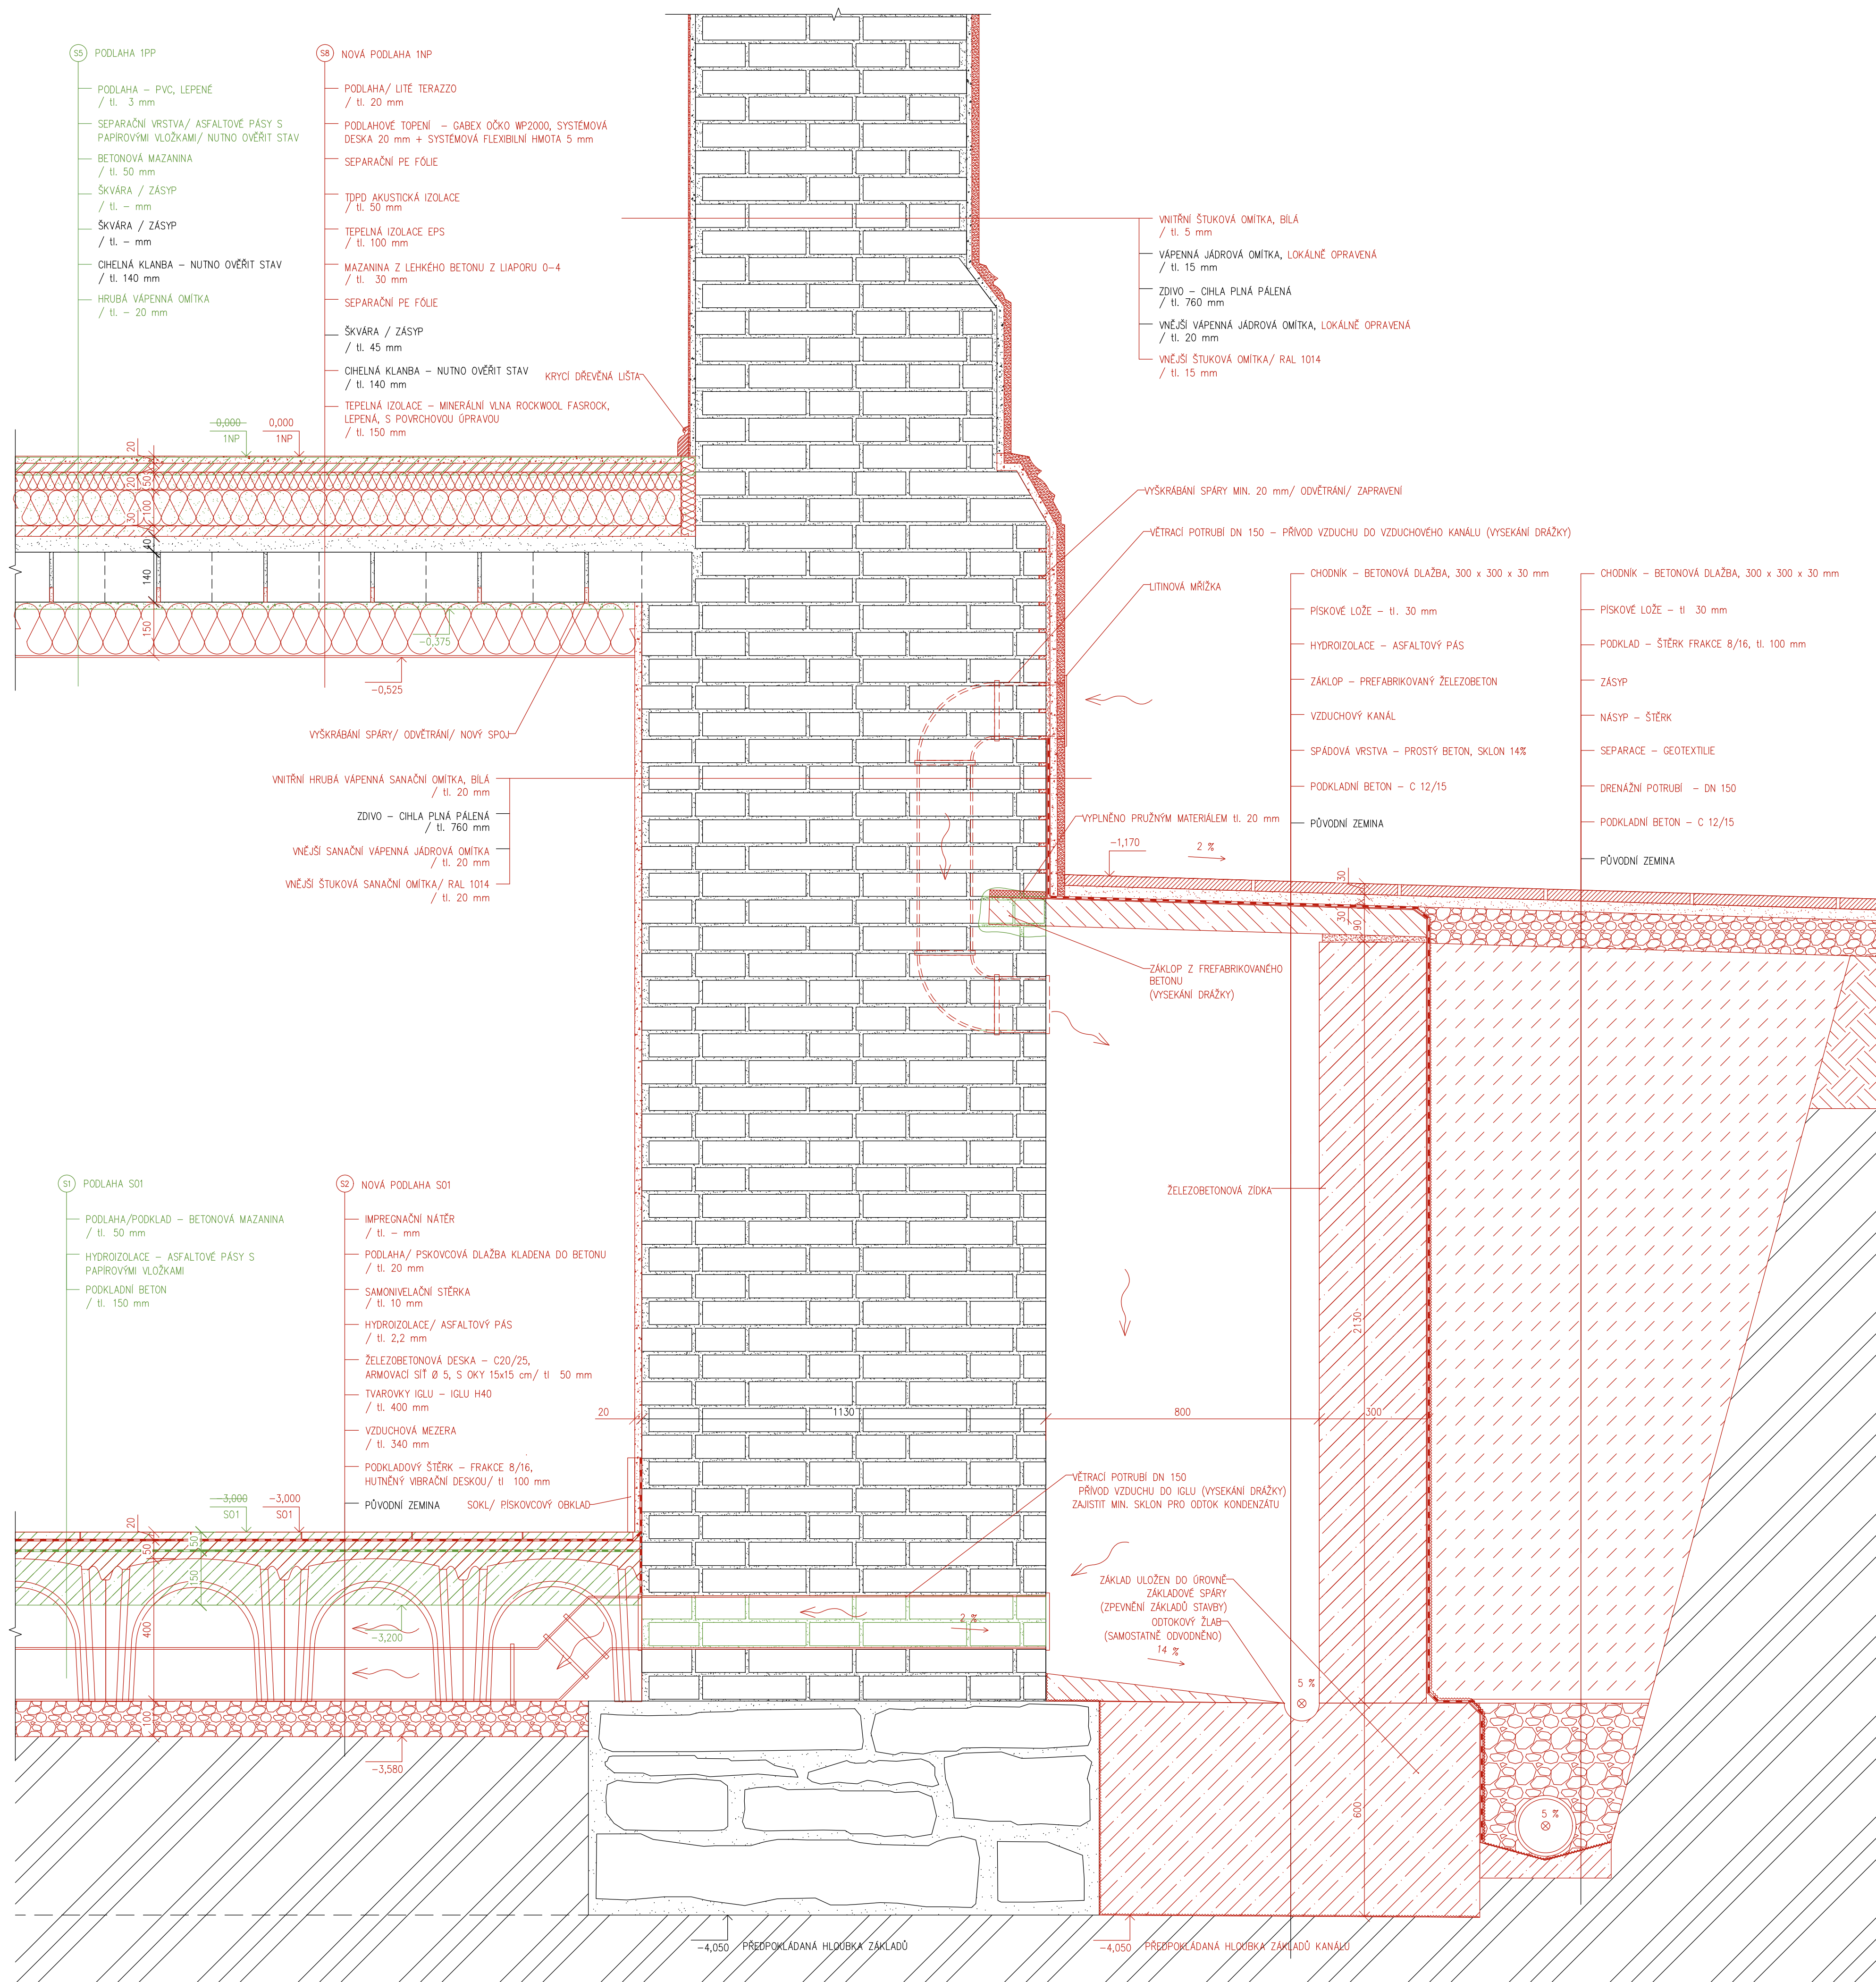 S5 PODLAHA 1PP
PODLAHA – PVC, LEPENÉ
/ tl. 3 mm
SEPARAČNÍ VRSTVA/ ASFALTOVÉ PÁSY S
PAPÍROVÝMI VLOŽKAMI/ NUTNO OVĚŘIT STAV
BETONOVÁ MAZANINA
/ tl. 50 mm
ŠKVÁRA / ZÁSYP
/ tl. – mm
ŠKVÁRA / ZÁSYP
/ tl. – mm
CIHELNÁ KLANBA – NUTNO OVĚŘIT STAV
/ tl. 140 mm
HRUBÁ VÁPENNÁ OMÍTKA
/ tl. – 20 mm
S8 NOVÁ PODLAHA 1NP
PODLAHA/ LITÉ TERAZZO
/ tl. 20 mm
PODLAHOVÉ TOPENÍ – GABEX OČKO WP2000, SYSTÉMOVÁ
DESKA 20 mm + SYSTÉMOVÁ FLEXIBILNÍ HMOTA 5 mm
SEPARAČNÍ PE FÓLIE
TDPD AKUSTICKÁ IZOLACE
/ tl. 50 mm
TEPELNÁ IZOLACE EPS
/ tl. 100 mm
MAZANINA Z LEHKÉHO BETONU Z LIAPORU 0–4
/ tl. 30 mm
SEPARAČNÍ PE FÓLIE
ŠKVÁRA / ZÁSYP
/ tl. 45 mm
CIHELNÁ KLANBA – NUTNO OVĚŘIT STAV
/ tl. 140 mm
TEPELNÁ IZOLACE – MINERÁLNÍ VLNA ROCKWOOL FASROCK,
LEPENÁ, S POVRCHOVOU ÚPRAVOU
/ tl. 150 mm
KRYCÍ DŘEVĚNÁ LIŠTA
0,000
1NP
0,000
1NP
20
20
50
100
30
40
140
150
-0,375
-0,525
VNITŘNÍ ŠTUKOVÁ OMÍTKA, BÍLÁ
/ tl. 5 mm
VÁPENNÁ JÁDROVÁ OMÍTKA, LOKÁLNĚ OPRAVENÁ
/ tl. 15 mm
ZDIVO – CIHLA PLNÁ PÁLENÁ
/ tl. 760 mm
VNĚJŠÍ VÁPENNÁ JÁDROVÁ OMÍTKA, LOKÁLNĚ OPRAVENÁ
/ tl. 20 mm
VNĚJŠÍ ŠTUKOVÁ OMÍTKA/ RAL 1014
/ tl. 15 mm
VYŠKRÁBÁNÍ SPÁRY MIN. 20 mm/ ODVĚTRÁNÍ/ ZAPRAVENÍ
VĚTRACÍ POTRUBÍ DN 150 – PŘÍVOD VZDUCHU DO VZDUCHOVÉHO KANÁLU (VYSEKÁNÍ DRÁŽKY)
LITINOVÁ MŘÍŽKA
CHODNÍK – BETONOVÁ DLAŽBA, 300 x 300 x 30 mm
PÍSKOVÉ LOŽE – tl. 30 mm
HYDROIZOLACE – ASFALTOVÝ PÁS
ZÁKLOP – PREFABRIKOVANÝ ŽELEZOBETON
VZDUCHOVÝ KANÁL
SPÁDOVÁ VRSTVA – PROSTÝ BETON, SKLON 14%
PODKLADNÍ BETON – C 12/15
PŮVODNÍ ZEMINA
CHODNÍK – BETONOVÁ DLAŽBA, 300 x 300 x 30 mm
PÍSKOVÉ LOŽE – tl 30 mm
PODKLAD – ŠTĚRK FRAKCE 8/16, tl. 100 mm
ZÁSYP
NÁSYP – ŠTĚRK
SEPARACE – GEOTEXTILIE
DRENÁŽNÍ POTRUBÍ – DN 150
PODKLADNÍ BETON – C 12/15
PŮVODNÍ ZEMINA
VYŠKRÁBÁNÍ SPÁRY/ ODVĚTRÁNÍ/ NOVÝ SPOJ
VNITŘNÍ HRUBÁ VÁPENNÁ SANAČNÍ OMÍTKA, BÍLÁ
/ tl. 20 mm
ZDIVO – CIHLA PLNÁ PÁLENÁ
/ tl. 760 mm
VNĚJŠÍ SANAČNÍ VÁPENNÁ JÁDROVÁ OMÍTKA
/ tl. 20 mm
VNĚJŠÍ ŠTUKOVÁ SANAČNÍ OMÍTKA/ RAL 1014
/ tl. 20 mm
VYPLNĚNO PRUŽNÝM MATERIÁLEM tl. 20 mm
-1,170
2 %
30
30
90
ZÁKLOP Z FREFABRIKOVANÉHO
BETONU
(VYSEKÁNÍ DRÁŽKY)
ŽELEZOBETONOVÁ ZÍDKA
2130
S1 PODLAHA S01
PODLAHA/PODKLAD – BETONOVÁ MAZANINA
/ tl. 50 mm
HYDROIZOLACE – ASFALTOVÉ PÁSY S
PAPÍROVÝMI VLOŽKAMI
PODKLADNÍ BETON
/ tl. 150 mm
S2 NOVÁ PODLAHA S01
IMPREGNAČNÍ NÁTĚR
/ tl. – mm
PODLAHA/ PSKOVCOVÁ DLAŽBA KLADENA DO BETONU
/ tl. 20 mm
SAMONIVELAČNÍ STĚRKA
/ tl. 10 mm
HYDROIZOLACE/ ASFALTOVÝ PÁS
/ tl. 2,2 mm
ŽELEZOBETONOVÁ DESKA – C20/25,
ARMOVACÍ SÍŤ Ø 5, S OKY 15x15 cm/ tl 50 mm
TVAROVKY IGLU – IGLU H40
/ tl. 400 mm
VZDUCHOVÁ MEZERA
/ tl. 340 mm
PODKLADOVÝ ŠTĚRK – FRAKCE 8/16,
HUTNĚNÝ VIBRAČNÍ DESKOU/ tl 100 mm
PŮVODNÍ ZEMINA
SOKL/ PÍSKOVCOVÝ OBKLAD
20
1130
800
300
-3,000
S01
-3,000
S01
20
50
50
150
400
100
-3,200
-3,580
VĚTRACÍ POTRUBÍ DN 150
PŘÍVOD VZDUCHU DO IGLU (VYSEKÁNÍ DRÁŽKY)
ZAJISTIT MIN. SKLON PRO ODTOK KONDENZÁTU
ZÁKLAD ULOŽEN DO ÚROVNĚ
ZÁKLADOVÉ SPÁRY
(ZPEVNĚNÍ ZÁKLADŮ STAVBY)
ODTOKOVÝ ŽLAB
(SAMOSTATNĚ ODVODNĚNO)
14 %
2 %
5 %
600
5 %
-4,050 PŘEDPOKLÁDANÁ HLOUBKA ZÁKLADŮ
-4,050 PŘEDPOKLÁDANÁ HLOUBKA ZÁKLADŮ KANÁLU